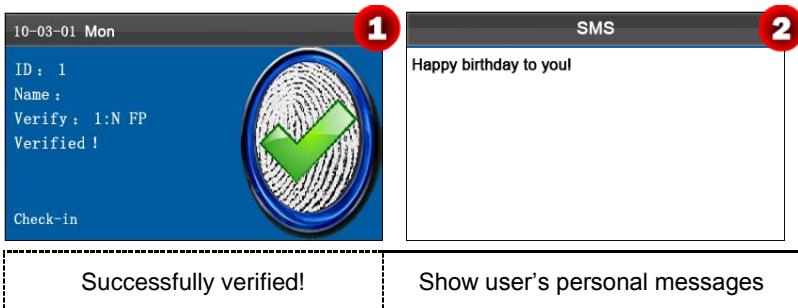 10-03-01 Mon
1
ID: 1
Name:
Verify: 1:N FP
Verified!
Check-in
SMS
2
Happy birthday to you!
Successfully verified!
Show user's personal messages